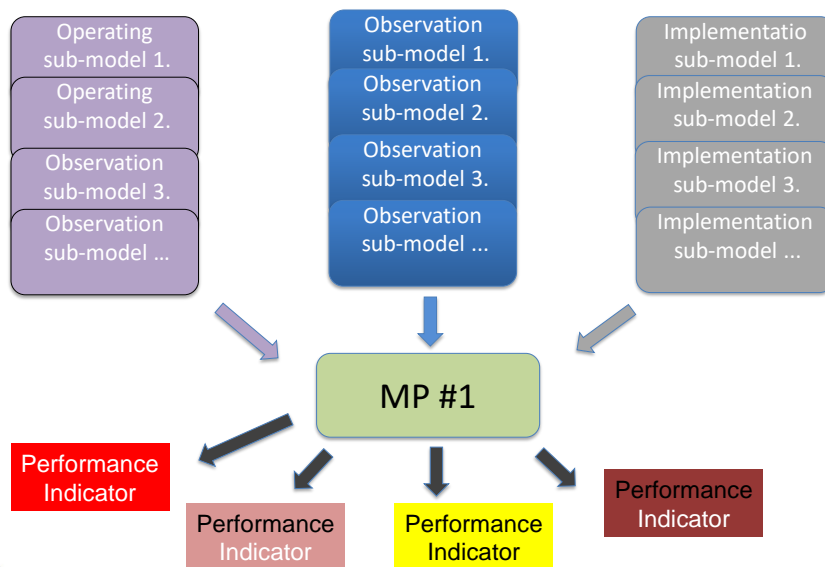 Operating
sub-model 1.
Operating
sub-model 2.
Observation
sub-model 3.
Observation
sub-model ...
Observation
sub-model 1.
Observation
sub-model 2.
Observation
sub-model 3.
Observation
sub-model ...
Implementatio
sub-model 1.
Implementation
sub-model 2.
Implementation
sub-model 3.
Implementation
sub-model ...
MP #1
Performance
Indicator
Performance
Indicator
Performance
Indicator
Performance
Indicator